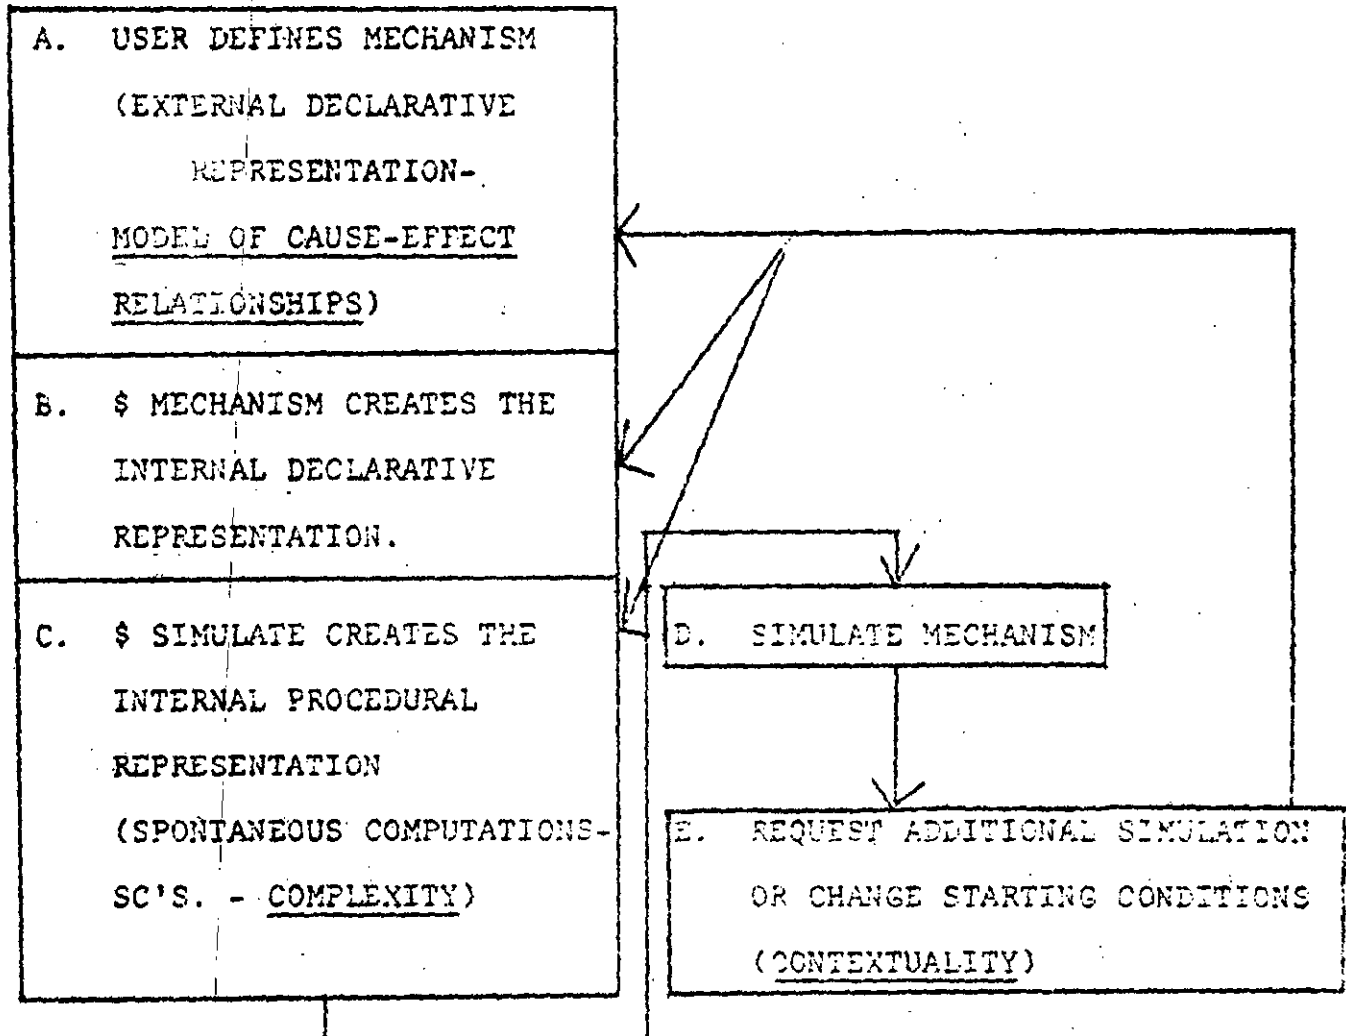 A. USER DEFINES MECHANISM
(EXTERNAL DECLARATIVE
REPRESENTATION-
MODEL OF CAUSE-EFFECT
RELATIONSHIPS)
B. $ MECHANISM CREATES THE
INTERNAL DECLARATIVE
REPRESENTATION.
C. $ SIMULATE CREATES THE
INTERNAL PROCEDURAL
REPRESENTATION
(SPONTANEOUS COMPUTATIONS-
SC'S. - COMPLEXITY)
D. SIMULATE MECHANISM
E. REQUEST ADDITIONAL SIMULATION
OR CHANGE STARTING CONDITIONS
(CONTEXTUALITY)